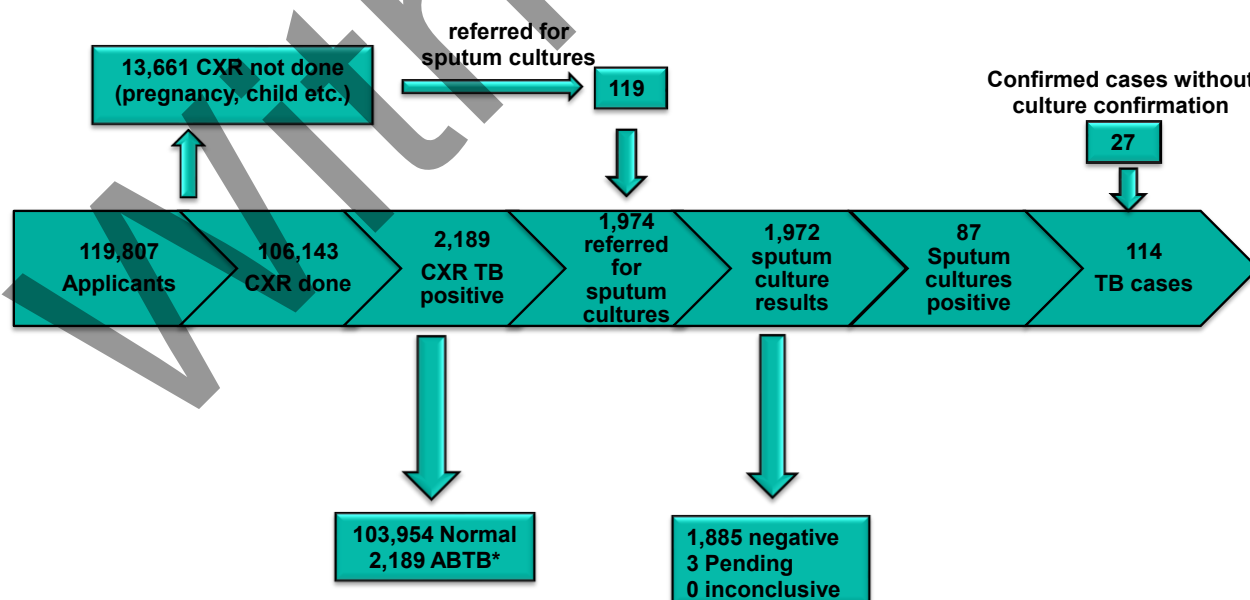 referred for
sputum cultures
13,661 CXR not done
(pregnancy, child etc.)
119
Confirmed cases without
culture confirmation
27
119,807
Applicants
106,143
CXR done
2,189
CXR TB
positive
1,974
referred
for
sputum
cultures
1,972
sputum
culture
results
87
Sputum
cultures
positive
114
TB cases
103,954 Normal
2,189 ABTB*
1,885 negative
3 Pending
0 inconclusive